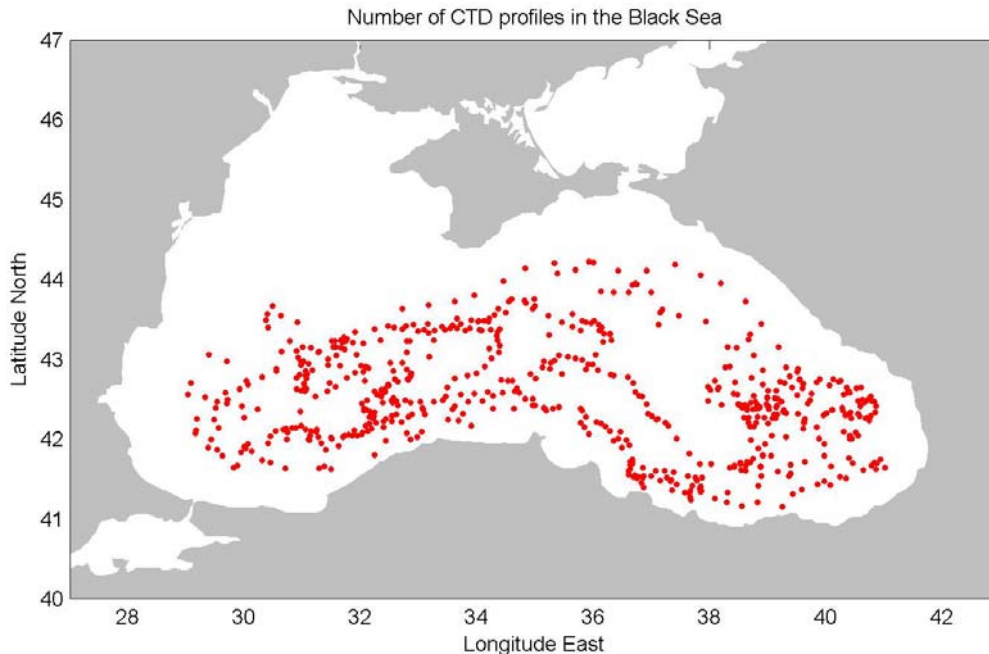 Number of CTD profiles in the Black Sea
47
46
45
44
43
42
41
40
Latitude North
28 30 32 34 36 38 40 42
Longitude East